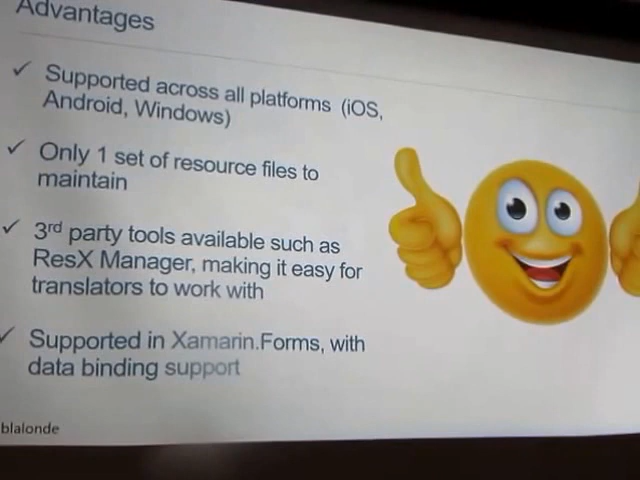 Advantages
✓ Supported across all platforms (iOS,
Android, Windows)
✓ Only 1 set of resource files to
maintain
✓ 3rd party tools available such as
ResX Manager, making it easy for
translators to work with
✓ Supported in Xamarin.Forms, with
data binding support
blalonde